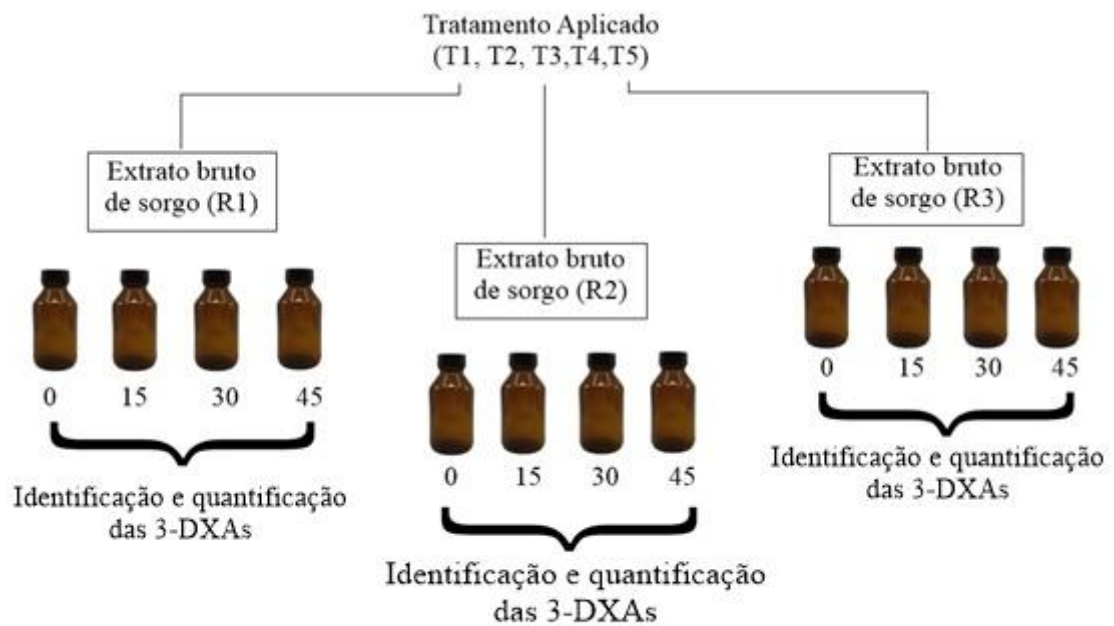 Tratamento Aplicado
(T1, T2, T3,T4,T5)
Extrato bruto
de sorgo (R1)
0 15 30 45
Identificação e quantificação
das 3-DXAs
Extrato bruto
de sorgo (R2)
0 15 30 45
Identificação e quantificação
das 3-DXAs
Extrato bruto
de sorgo (R3)
0 15 30 45
Identificação e quantificação
das 3-DXAs